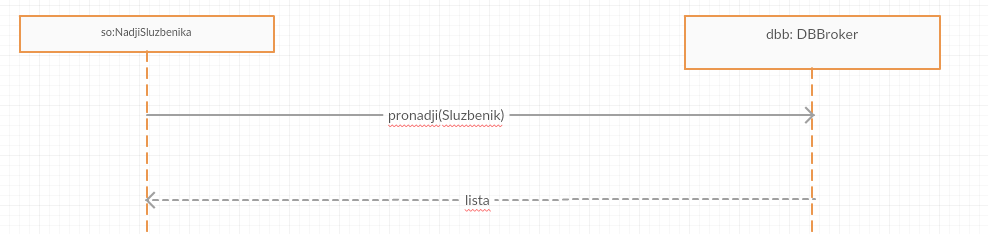 so:NadjiSluzbenika
dbb: DBBroker
pronadji(Sluzbenik)
lista